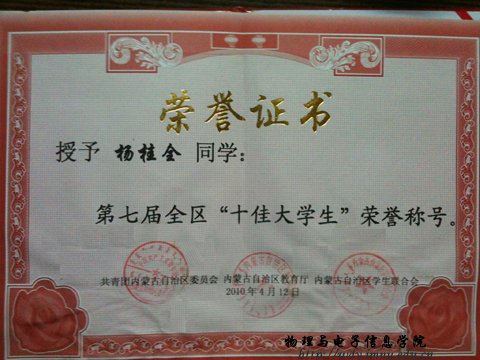 荣誉证书
授予 杨桂全 同学：
第七届全区“十佳大学生”荣誉称号。
共青团内蒙古自治区委员会 内蒙古自治区教育厅 内蒙古自治区学生联合会
2010年4月12日
物理与电子信息学院